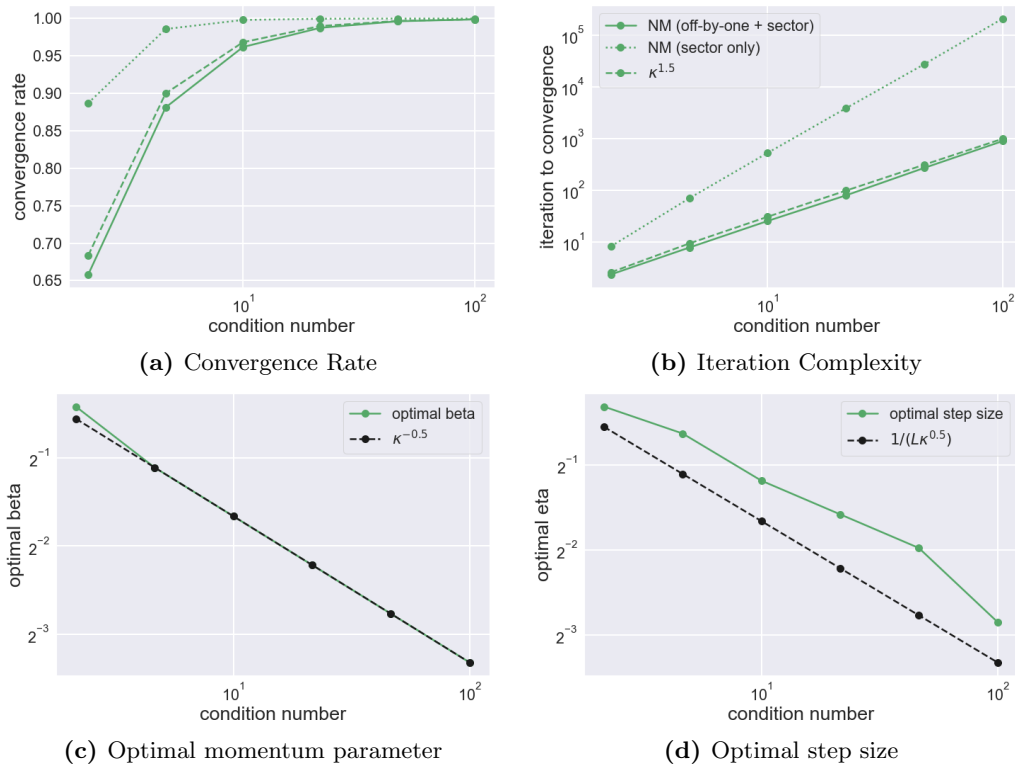 1.00
0.95
0.90
0.85
0.80
0.75
0.70
0.65
convergence rate
10^1
10^2
condition number
(a) Convergence Rate
NM (off-by-one + sector)
NM (sector only)
κ^1.5
10^5
10^4
10^3
10^2
10^1
iteration to convergence
10^1
10^2
condition number
(b) Iteration Complexity
optimal beta
κ^−0.5
2^−1
2^−2
2^−3
optimal beta
10^1
10^2
condition number
(c) Optimal momentum parameter
optimal step size
1/(Lκ^0.5)
2^−1
2^−2
2^−3
optimal eta
10^1
10^2
condition number
(d) Optimal step size